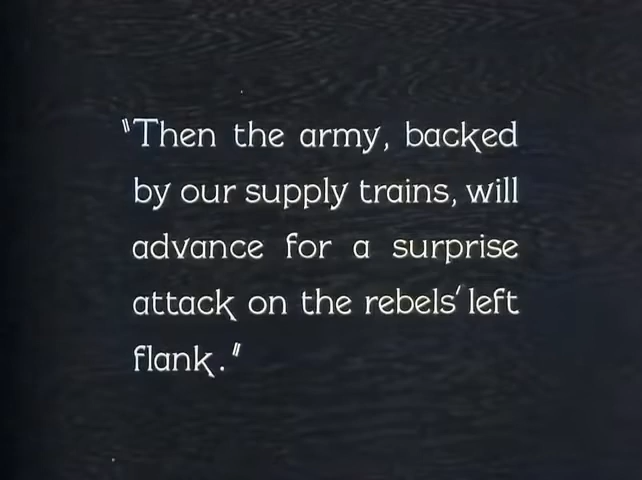 "Then the army, backed
by our supply trains, will
advance for a surprise
attack on the rebels' left
flank."